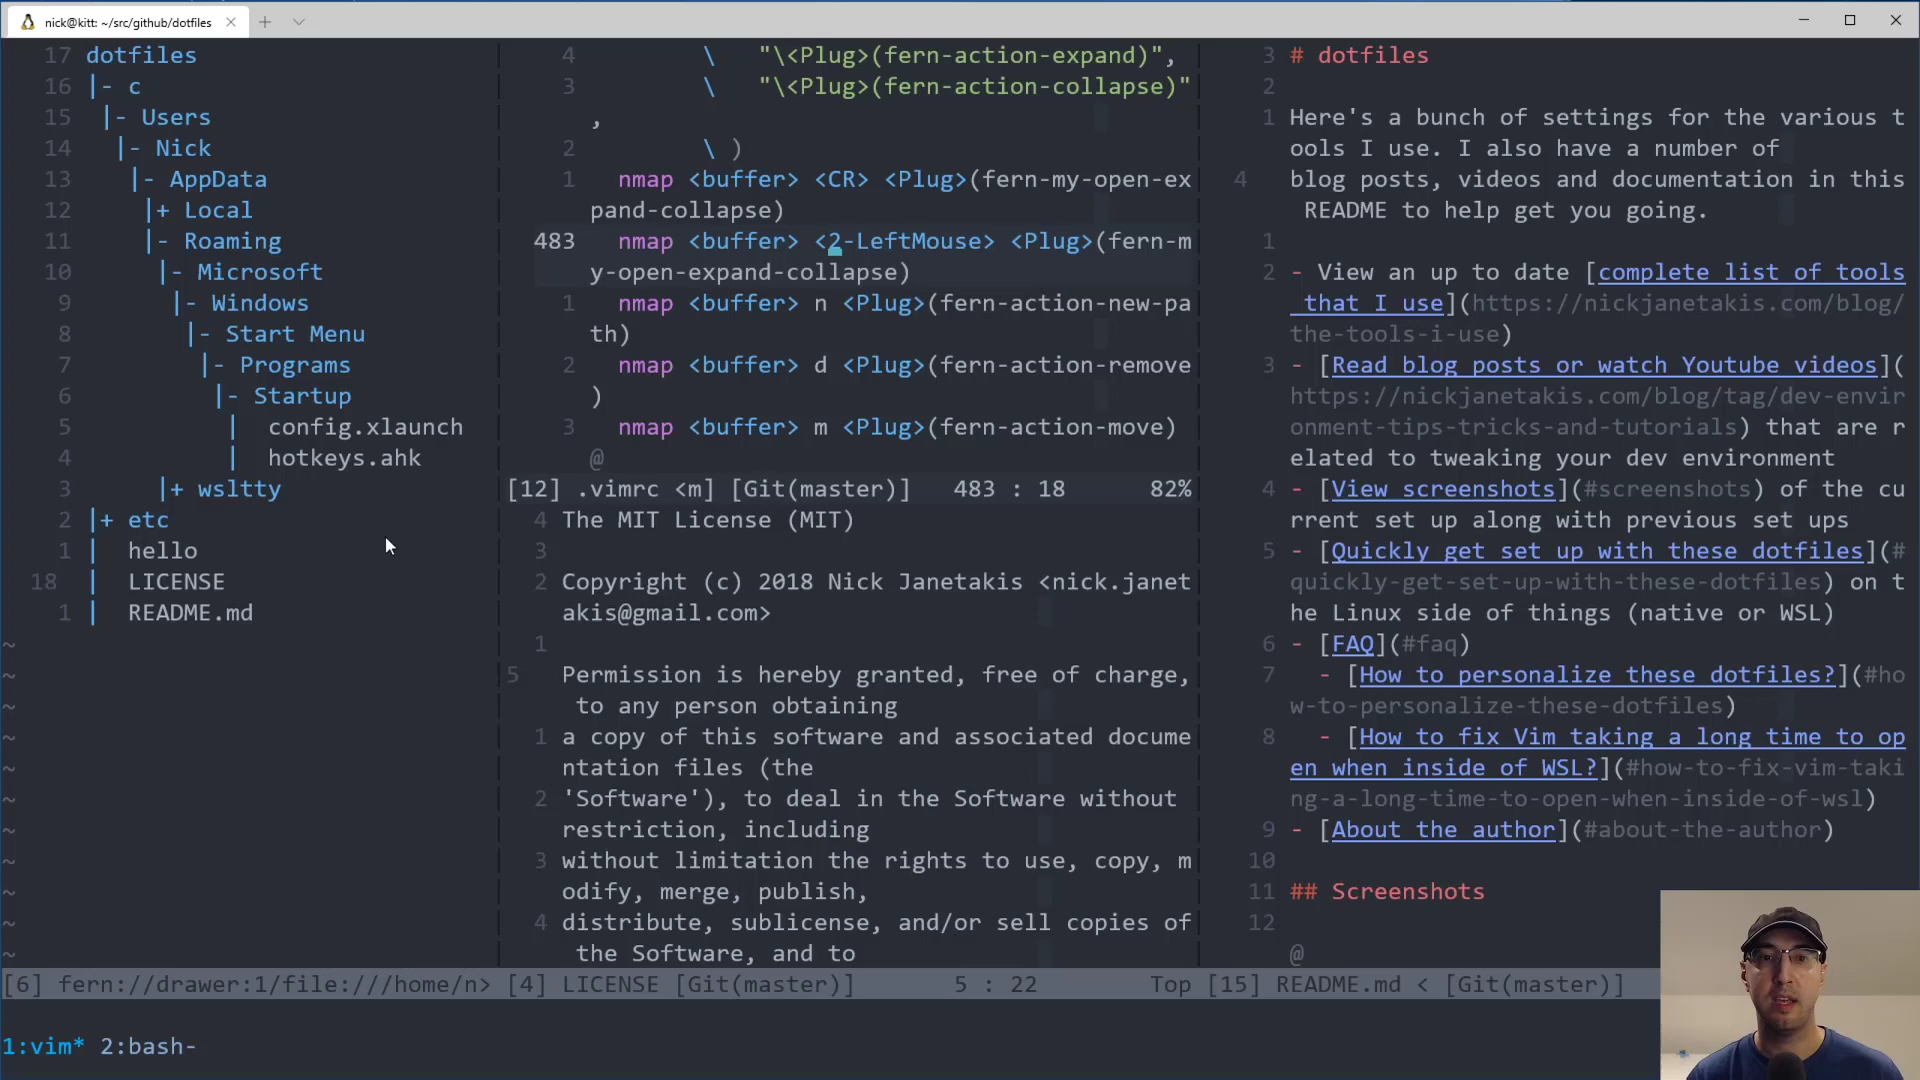 nick@kitt: ~/src/github/dotfiles
17 dotfiles
16 |- c
15 |- Users
14 |- Nick
13 |- AppData
12 |+ Local
11 |- Roaming
10 |- Microsoft
9 |- Windows
8 |- Start Menu
7 |- Programs
6 |- Startup
5 | config.xlaunch
4 | hotkeys.ahk
3 |+ wsltty
2 |+ etc
1 | hello
18 | LICENSE
1 | README.md
~
~
~
~
~
~
~
~
~
~
~
4 \ "\<Plug>(fern-action-expand)",
3 \ "\<Plug>(fern-action-collapse)"
,
2 \ )
1 nmap <buffer> <CR> <Plug>(fern-my-open-ex
pand-collapse)
483 nmap <buffer> <2-LeftMouse> <Plug>(fern-m
y-open-expand-collapse)
1 nmap <buffer> n <Plug>(fern-action-new-pa
th)
2 nmap <buffer> d <Plug>(fern-action-remove
)
3 nmap <buffer> m <Plug>(fern-action-move)
@
[12] .vimrc <m] [Git(master)] 483 : 18 82%
4 The MIT License (MIT)
3
2 Copyright (c) 2018 Nick Janetakis <nick.janet
akis@gmail.com>
1
5 Permission is hereby granted, free of charge,
to any person obtaining
1 a copy of this software and associated docume
ntation files (the
2 'Software'), to deal in the Software without
restriction, including
3 without limitation the rights to use, copy, m
odify, merge, publish,
4 distribute, sublicense, and/or sell copies of
the Software, and to
3 # dotfiles
2
1 Here's a bunch of settings for the various t
ools I use. I also have a number of
4 blog posts, videos and documentation in this
README to help get you going.
1
2 - View an up to date [complete list of tools
that I use](https://nickjanetakis.com/blog/
the-tools-i-use)
3 - [Read blog posts or watch Youtube videos](
https://nickjanetakis.com/blog/tag/dev-envir
onment-tips-tricks-and-tutorials) that are r
elated to tweaking your dev environment
4 - [View screenshots](#screenshots) of the cu
rrent set up along with previous set ups
5 - [Quickly get set up with these dotfiles](#
quickly-get-set-up-with-these-dotfiles) on t
he Linux side of things (native or WSL)
6 - [FAQ](#faq)
7 - [How to personalize these dotfiles?](#ho
w-to-personalize-these-dotfiles)
8 - [How to fix Vim taking a long time to op
en when inside of WSL?](#how-to-fix-vim-taki
ng-a-long-time-to-open-when-inside-of-wsl)
9 - [About the author](#about-the-author)
10
11 ## Screenshots
12
@
[6] fern://drawer:1/file:///home/n> [4] LICENSE [Git(master)] 5 : 22 Top [15] README.md < [Git(master)]
1:vim* 2:bash-